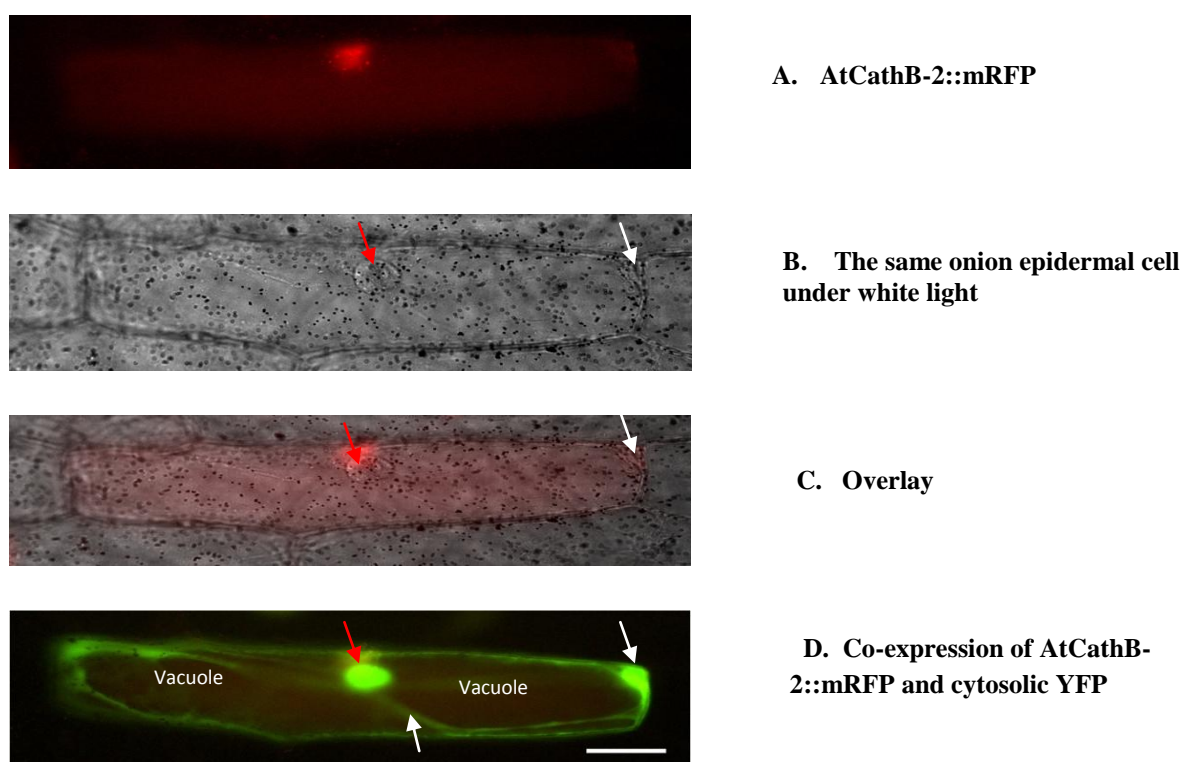 A. AtCathB-2::mRFP
B. The same onion epidermal cell
under white light
C. Overlay
Vacuole
Vacuole
D. Co-expression of AtCathB-
2::mRFP and cytosolic YFP